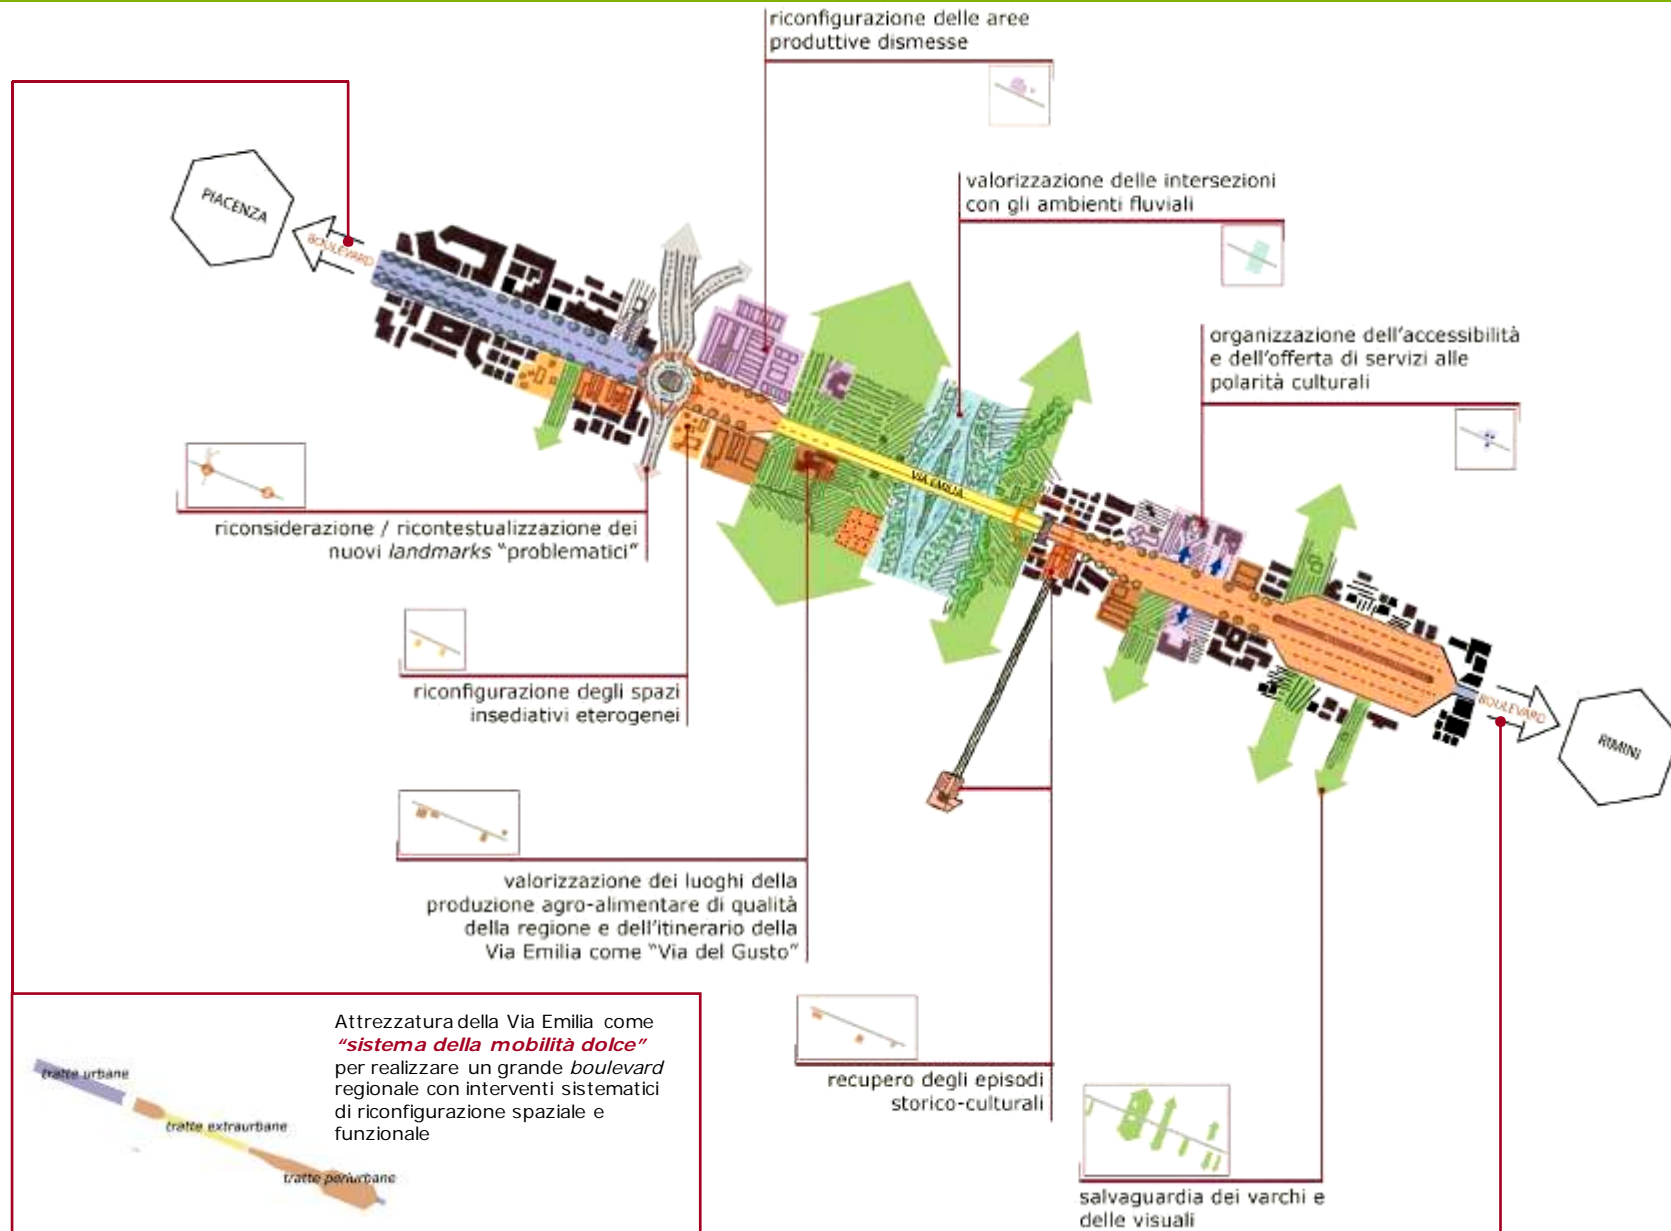 riconfigurazione delle aree
produttive dismesse
PIACENZA
BOULEVARD
valorizzazione delle intersezioni
con gli ambienti fluviali
organizzazione dell'accessibilità
e dell'offerta di servizi alle
polarità culturali
VIA EMILIA
riconsiderazione / ricontestualizzazione dei
nuovi landmarks "problematici"
riconfigurazione degli spazi
insediativi eterogenei
BOULEVARD
RIMINI
valorizzazione dei luoghi della
produzione agro-alimentare di qualità
della regione e dell'itinerario della
Via Emilia come "Via del Gusto"
recupero degli episodi
storico-culturali
salvaguardia dei varchi e
delle visuali
Attrezzatura della Via Emilia come
"sistema della mobilità dolce"
per realizzare un grande boulevard
regionale con interventi sistematici
di riconfigurazione spaziale e
funzionale
tratte urbane
tratte extraurbane
tratte periurbane